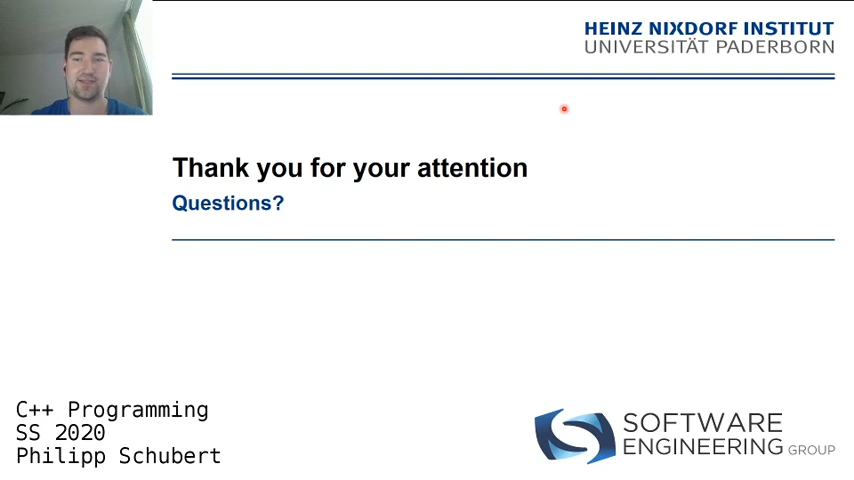 HEINZ NIXDORF INSTITUT
UNIVERSITÄT PADERBORN
Thank you for your attention
Questions?
C++ Programming
SS 2020
Philipp Schubert
SOFTWARE
ENGINEERING GROUP